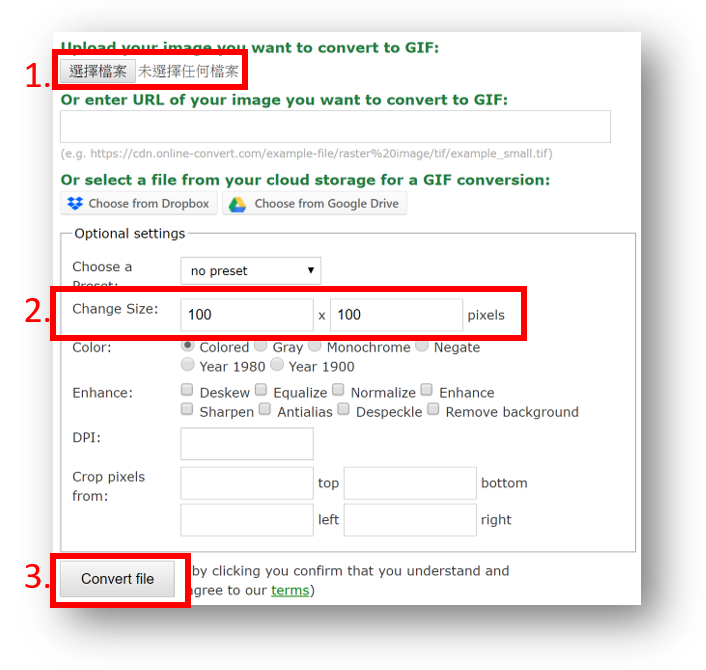 Upload your image you want to convert to GIF:
1. 選擇檔案 未選擇任何檔案
Or enter URL of your image you want to convert to GIF:
(e.g. https://cdn.online-convert.com/example-file/raster%20image/tif/example_small.tif)
Or select a file from your cloud storage for a GIF conversion:
Choose from Dropbox Choose from Google Drive
Optional settings
Choose a
Preset: no preset
2. Change Size: 100 x 100 pixels
Color: Colored Gray Monochrome Negate
Year 1980 Year 1900
Enhance: Deskew Equalize Normalize Enhance
Sharpen Antialias Despeckle Remove background
DPI:
Crop pixels
from: top bottom
left right
3. Convert file by clicking you confirm that you understand and
agree to our terms)